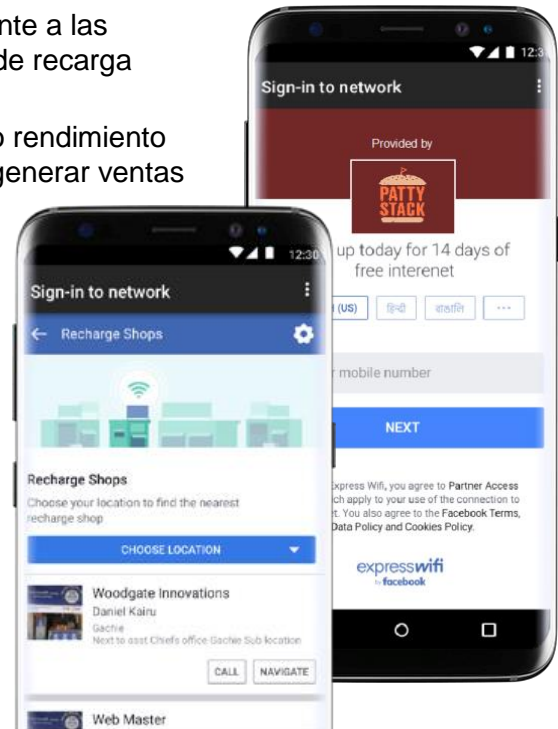 nte a las
de recarga
o rendimiento
generar ventas
12:3
Sign-in to network
Provided by
PATTY
STACK
up today for 14 days of
free interenet
(US)
हिन्दी
...
mobile number
NEXT
xpress Wifi, you agree to Partner Access
ch apply to your use of the connection to
t. You also agree to the Facebook Terms,
Data Policy and Cookies Policy.
expresswifi
by facebook
12:30
Sign-in to network
Recharge Shops
Recharge Shops
Choose your location to find the nearest
recharge shop
CHOOSE LOCATION
Woodgate Innovations
Daniel Kairu
Gachie
Next to asst Chiefs office Gachie Sub location
CALL NAVIGATE
Web Master